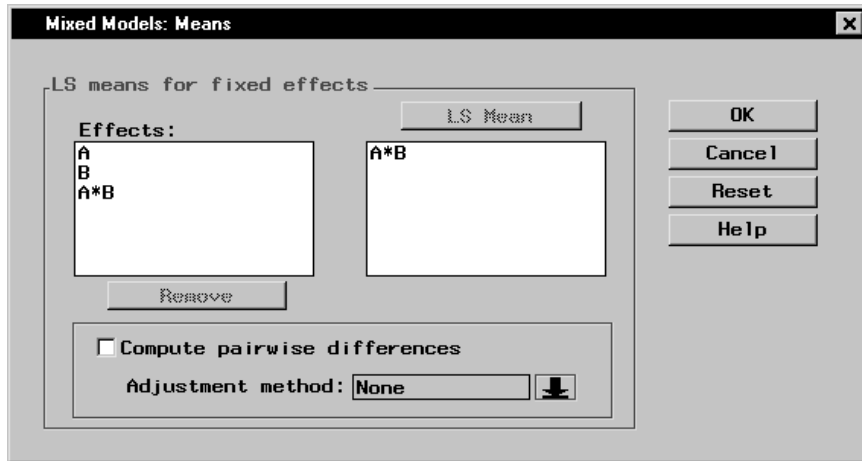 Mixed Models: Means
LS means for fixed effects
Effects:
A
B
A*B
Remove
LS Mean
A*B
Compute pairwise differences
Adjustment method: None
OK
Cancel
Reset
Help